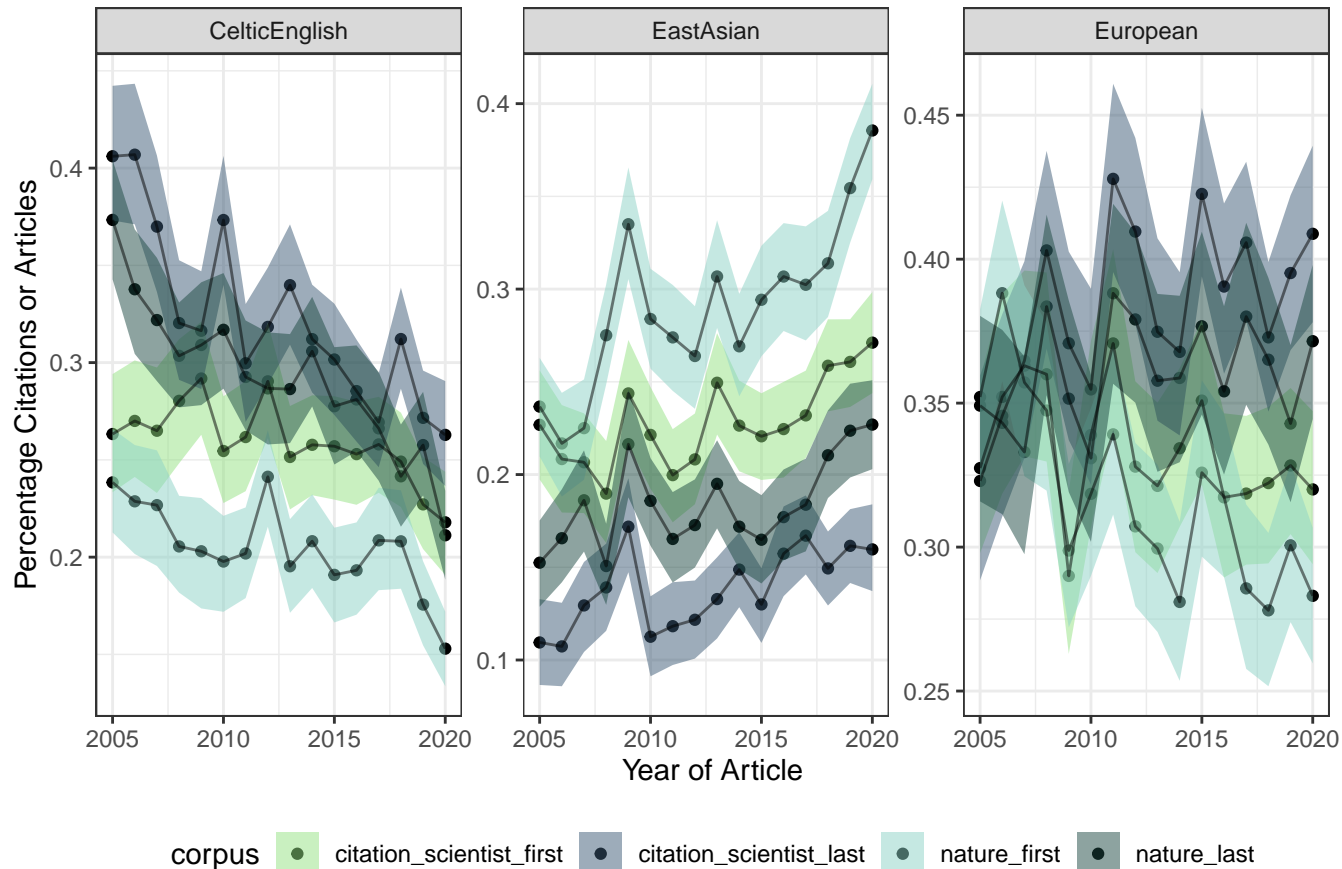 CelticEnglish EastAsian European
Percentage Citations or Articles
0.4
0.3
0.2
0.4
0.3
0.2
0.1
0.45
0.40
0.35
0.30
0.25
2005 2010 2015 2020 2005 2010 2015 2020 2005 2010 2015 2020
Year of Article
corpus citation_scientist_first citation_scientist_last nature_first nature_last